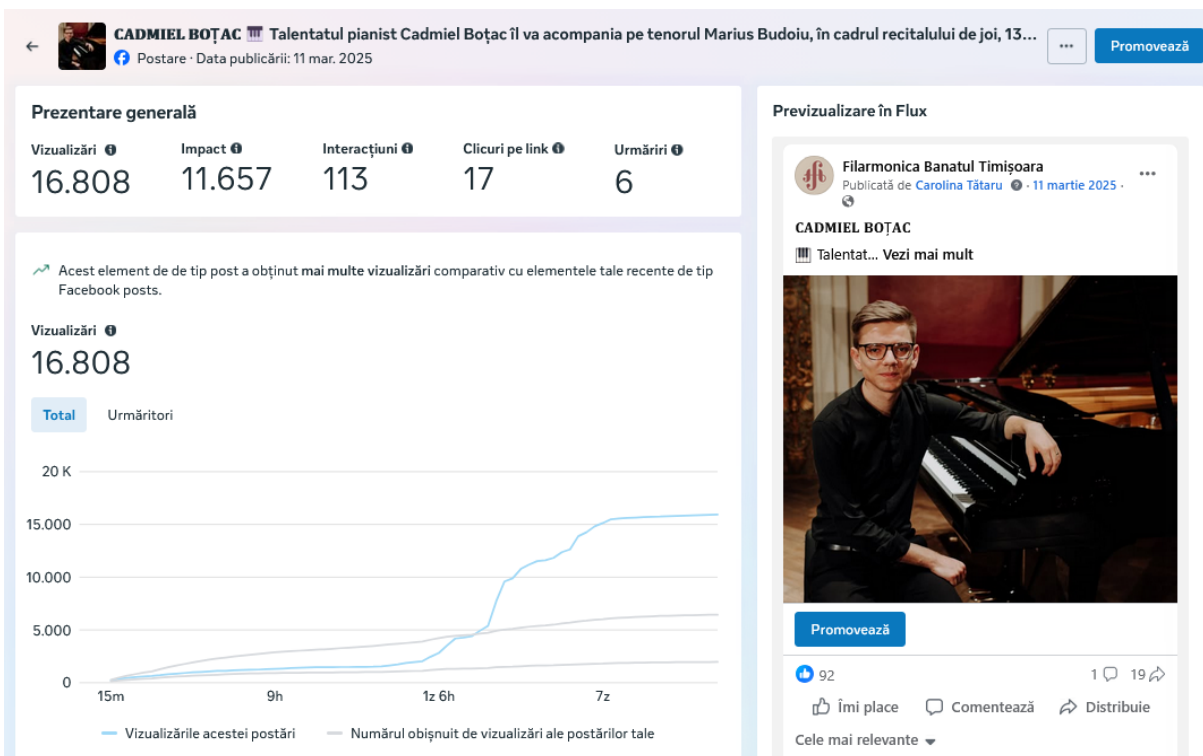 CADMIEL BOȚAC 🎹 Talentatul pianist Cadmiel Boțac îl va acompania pe tenorul Marius Budoiu, în cadrul recitalului de joi, 13...
Postare · Data publicării: 11 mar. 2025
Promovează
Prezentare generală
Vizualizări
Impact
Interacțiuni
Clicuri pe link
Urmăriri
16.808
11.657
113
17
6
Acest element de de tip post a obținut mai multe vizualizări comparativ cu elementele tale recente de tip
Facebook posts.
Vizualizări
16.808
Total
Urmăritori
20 K
15.000
10.000
5.000
0
15m
9h
1z 6h
7z
Vizualizările acestei postări
Numărul obișnuit de vizualizări ale postărilor tale
Previzualizare în Flux
Filarmonica Banatul Timișoara
Publicată de Carolina Tătaru · 11 martie 2025 ·
CADMIEL BOȚAC
🎹 Talentat... Vezi mai mult
Promovează
92
1
19
Îmi place
Comentează
Distribuie
Cele mai relevante